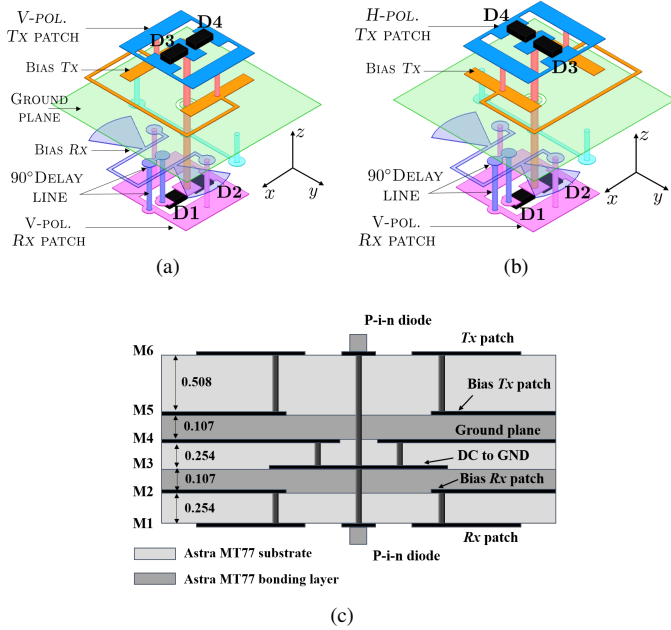 V-POL.
TX PATCH
D4
D3
BIAS TX
GROUND
PLANE
BIAS RX
90°DELAY
LINE
D2
D1
V-POL.
RX PATCH
z
x
y
(a)
H-POL.
TX PATCH
D4
D3
BIAS TX
90°DELAY
LINE
D2
D1
V-POL.
RX PATCH
z
x
y
(b)
P-i-n diode
Tx patch
M6
0.508
Bias Tx patch
M5
0.107
Ground plane
M4
0.254
DC to GND
M3
0.107
Bias Rx patch
M2
0.254
M1
Rx patch
P-i-n diode
Astra MT77 substrate
Astra MT77 bonding layer
(c)